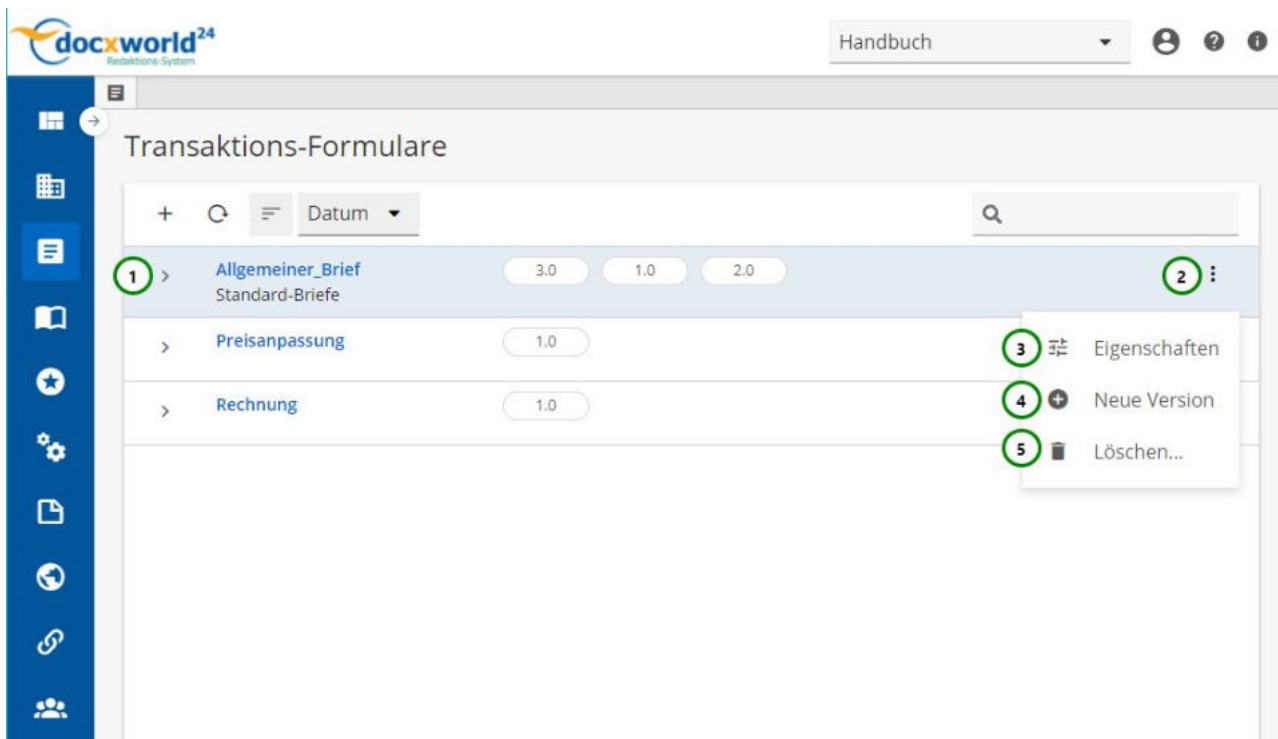 docxworld24
Redaktions-System
Handbuch
Transaktions-Formulare
Datum
1
Allgemeiner_Brief
3.0
1.0
2.0
2
Standard-Briefe
Preisanpassung
1.0
3 Eigenschaften
Rechnung
1.0
4 Neue Version
5 Löschen...